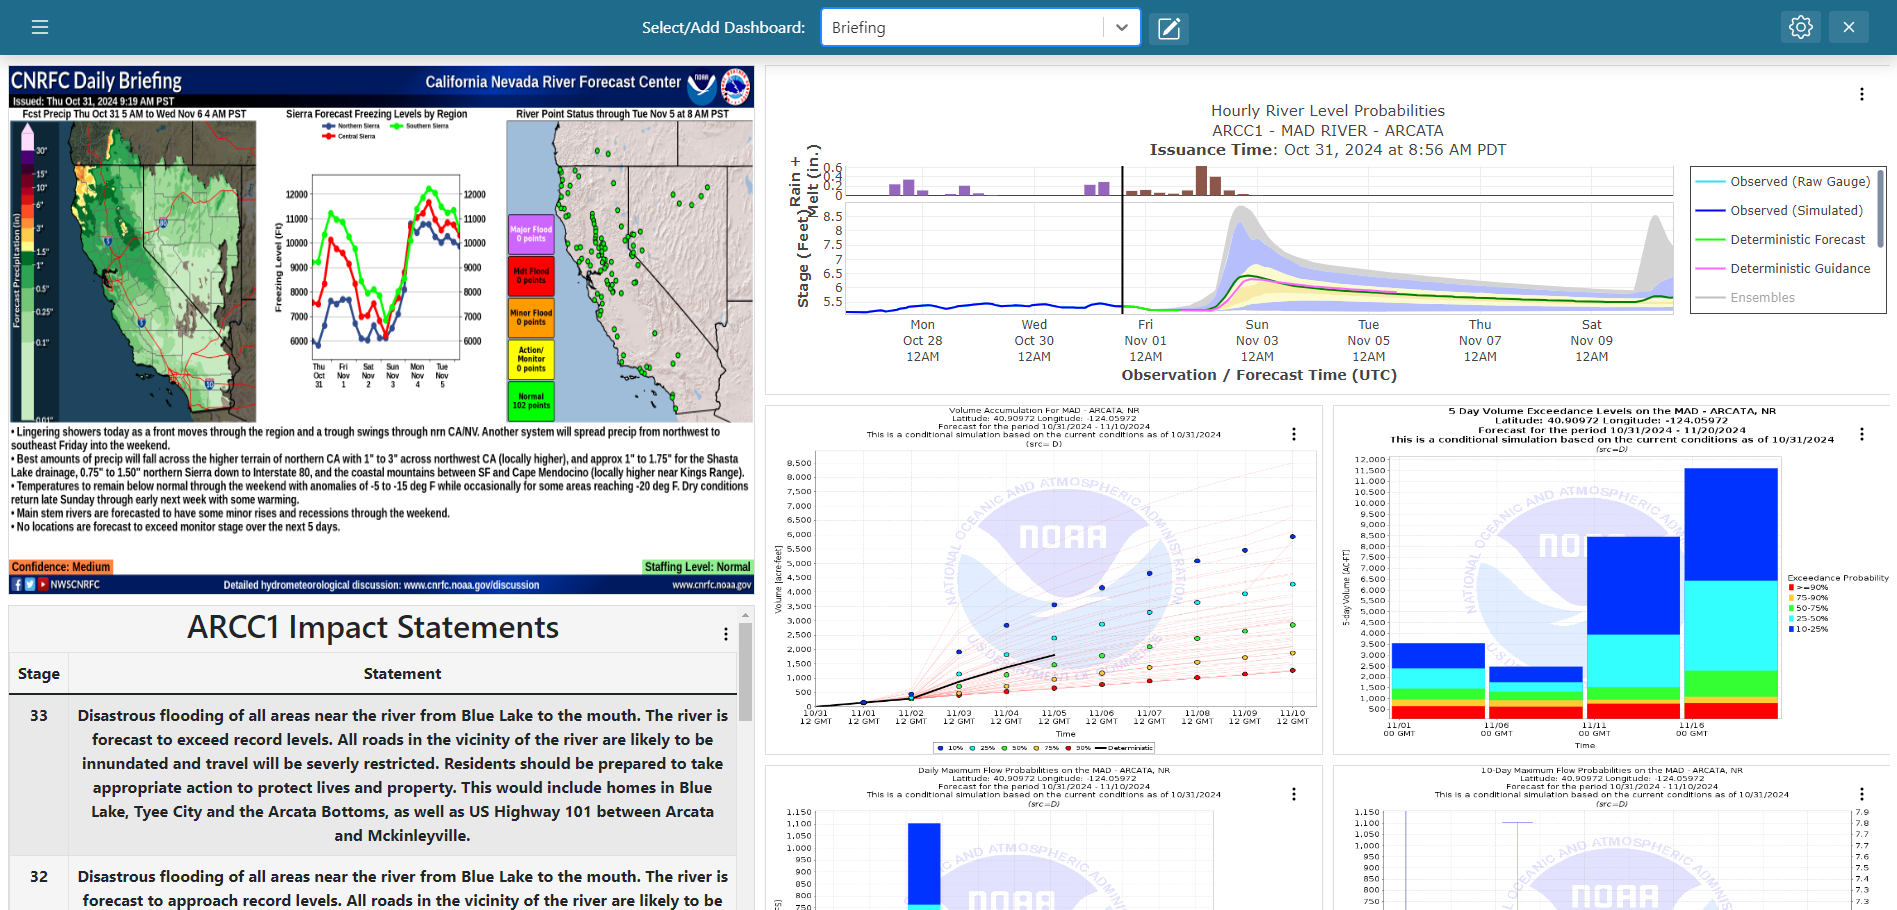 Select/Add Dashboard:
Briefing
CNRFC Daily Briefing
California Nevada River Forecast Center
Issued: Thu Oct 31, 2024 9:19 AM PST
Fcst Precip Thu Oct 31 5 AM to Wed Nov 6 4 AM PST
Forecast Precipitation (in)
30"
15"
10"
6"
3"
1.5"
1"
0.5"
0.25"
0.1"
0.01"
Sierra Forecast Freezing Levels by Region
Northern Sierra
Southern Sierra
Central Sierra
Freezing Level (Ft)
12000 12000
11000 11000
10000 10000
9000 9000
8000 8000
7000 7000
6000 6000
Thu Fri Sat Sun Mon Tue
Oct Nov Nov Nov Nov Nov
31 1 2 3 4 5
River Point Status through Tue Nov 5 at 8 AM PST
Major Flood
0 points
Mdt Flood
0 points
Minor Flood
0 points
Action/
Monitor
0 points
Normal
102 points
• Lingering showers today as a front moves through the region and a trough swings through nrn CA/NV. Another system will spread precip from northwest to
southeast Friday into the weekend.
• Best amounts of precip will fall across the higher terrain of northern CA with 1" to 3" across northwest CA (locally higher), and approx 1" to 1.75" for the Shasta
Lake drainage, 0.75" to 1.50" northern Sierra down to Interstate 80, and the coastal mountains between SF and Cape Mendocino (locally higher near Kings Range).
• Temperatures to remain below normal through the weekend with anomalies of -5 to -15 deg F while occasionally for some areas reaching -20 deg F. Dry conditions
return late Sunday through early next week with some warming.
• Main stem rivers are forecasted to have some minor rises and recessions through the weekend.
• No locations are forecast to exceed monitor stage over the next 5 days.
Confidence: Medium
Staffing Level: Normal
NWSCNRFC
Detailed hydrometeorological discussion: www.cnrfc.noaa.gov/discussion
www.cnrfc.noaa.gov
ARCC1 Impact Statements
Stage Statement
33
Disastrous flooding of all areas near the river from Blue Lake to the mouth. The river is
forecast to exceed record levels. All roads in the vicinity of the river are likely to be
innundated and travel will be severly restricted. Residents should be prepared to take
appropriate action to protect lives and property. This would include homes in Blue
Lake, Tyee City and the Arcata Bottoms, as well as US Highway 101 between Arcata
and Mckinleyville.
32
Disastrous flooding of all areas near the river from Blue Lake to the mouth. The river is
forecast to approach record levels. All roads in the vicinity of the river are likely to be
Hourly River Level Probabilities
ARCC1 - MAD RIVER - ARCATA
Issuance Time: Oct 31, 2024 at 8:56 AM PDT
Rain +
Melt (in.)
0.6
0.4
0.2
0
Stage (Feet)
8.5
8
7.5
7
6.5
6
5.5
Mon Wed Fri Sun Tue Thu Sat
Oct 28 Oct 30 Nov 01 Nov 03 Nov 05 Nov 07 Nov 09
12AM 12AM 12AM 12AM 12AM 12AM 12AM
Observation / Forecast Time (UTC)
Observed (Raw Gauge)
Observed (Simulated)
Deterministic Forecast
Deterministic Guidance
Ensembles
Volume Accumulation For MAD - ARCATA, NR
Latitude: 40.90972 Longitude: -124.05972
Forecast for the period 10/31/2024 - 11/10/2024
This is a conditional simulation based on the current conditions as of 10/31/2024
(src= D)
NATIONAL OCEANIC AND ATMOSPHERIC ADMINISTRATION
NOAA
U.S. DEPARTMENT OF COMMERCE
Volume [acre-feet]
8,500
8,000
7,500
7,000
6,500
6,000
5,500
5,000
4,500
4,000
3,500
3,000
2,500
2,000
1,500
1,000
500
0
10/31 11/01 11/02 11/03 11/04 11/05 11/06 11/07 11/08 11/09 11/10
12 GMT 12 GMT 12 GMT 12 GMT 12 GMT 12 GMT 12 GMT 12 GMT 12 GMT 12 GMT 12 GMT
Time
10% 25% 50% 75% 90% Deterministic
5 Day Volume Exceedance Levels on the MAD - ARCATA, NR
Latitude: 40.90972 Longitude: -124.05972
Forecast for the period 10/31/2024 - 11/20/2024
This is a conditional simulation based on the current conditions as of 10/31/2024
(src=D)
5-day Volume (AC-FT)
12,000
11,500
11,000
10,500
10,000
9,500
9,000
8,500
8,000
7,500
7,000
6,500
6,000
5,500
5,000
4,500
4,000
3,500
3,000
2,500
2,000
1,500
1,000
500
11/01 11/06 11/11 11/16
00 GMT 00 GMT 00 GMT 00 GMT
Time
Exceedance Probability
>=90%
75-90%
50-75%
25-50%
10-25%
Daily Maximum Flow Probabilities on the MAD - ARCATA, NR
Latitude: 40.90972 Longitude: -124.05972
Forecast for the period 10/31/2024 - 11/10/2024
This is a conditional simulation based on the current conditions as of 10/31/2024
(src=D)
1,150
1,100
1,050
1,000
950
900
850
800
750
NOAA
10-Day Maximum Flow Probabilities on the MAD - ARCATA, NR
Latitude: 40.90972 Longitude: -124.05972
Forecast for the period 10/31/2024 - 11/10/2024
This is a conditional simulation based on the current conditions as of 10/31/2024
(src=D)
1,150
1,100
1,050
1,000
950
900
850
800
750
NOAA
7.9
7.8
7.7
7.6
7.5
7.4
7.3